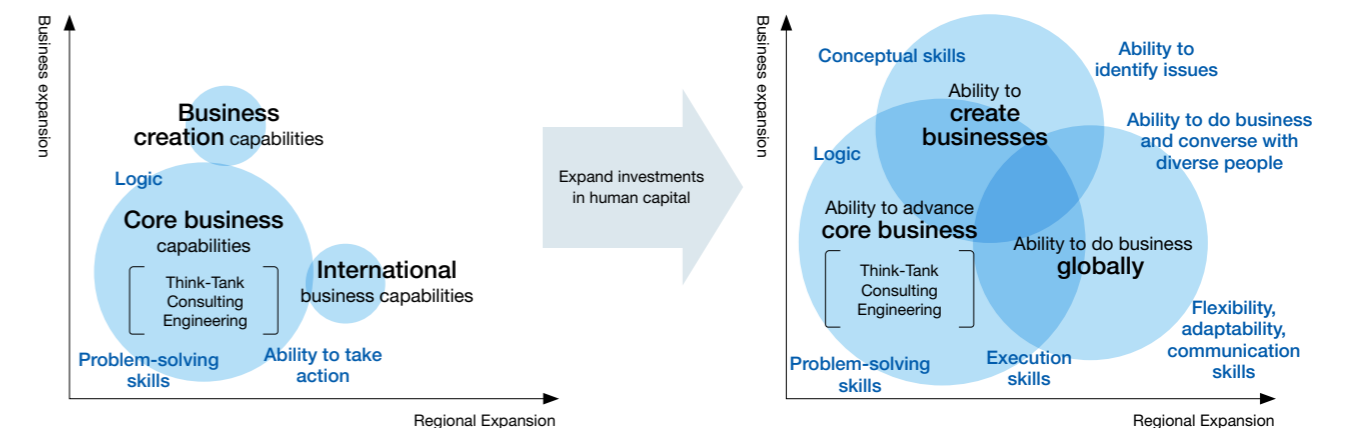 Business expansion
Business
creation capabilities
Logic
Core business
capabilities
Think-Tank
Consulting
Engineering
International
business capabilities
Problem-solving
skills
Ability to take
action
Regional Expansion
Expand investments
in human capital
Business expansion
Conceptual skills
Ability to
identify issues
Ability to
create
businesses
Ability to do business
and converse with
diverse people
Logic
Ability to advance
core business
Think-Tank
Consulting
Engineering
Ability to do business
globally
Flexibility,
adaptability,
communication
skills
Problem-solving
skills
Execution
skills
Regional Expansion